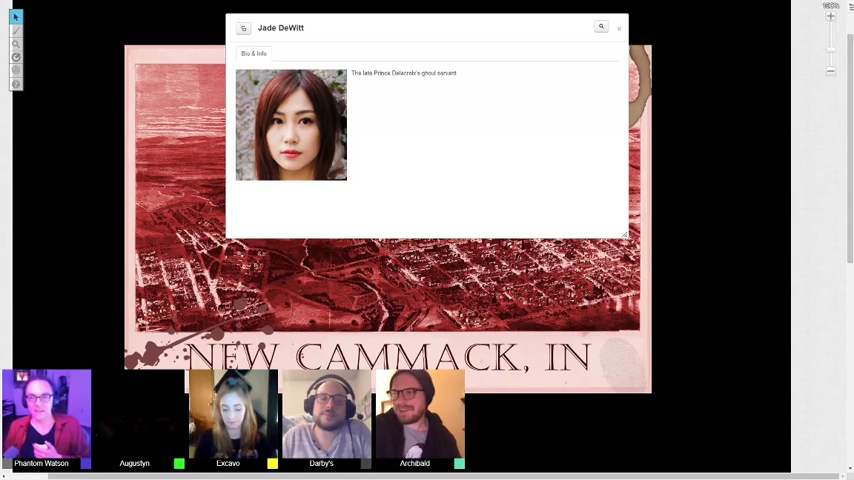 Jade DeWitt
Bio & Info
The late Prince Delacroix's ghoul servant
NEW CAMMACK, IN
Phantom Watson
Augustyn
Excavo
Darby's
Archibald